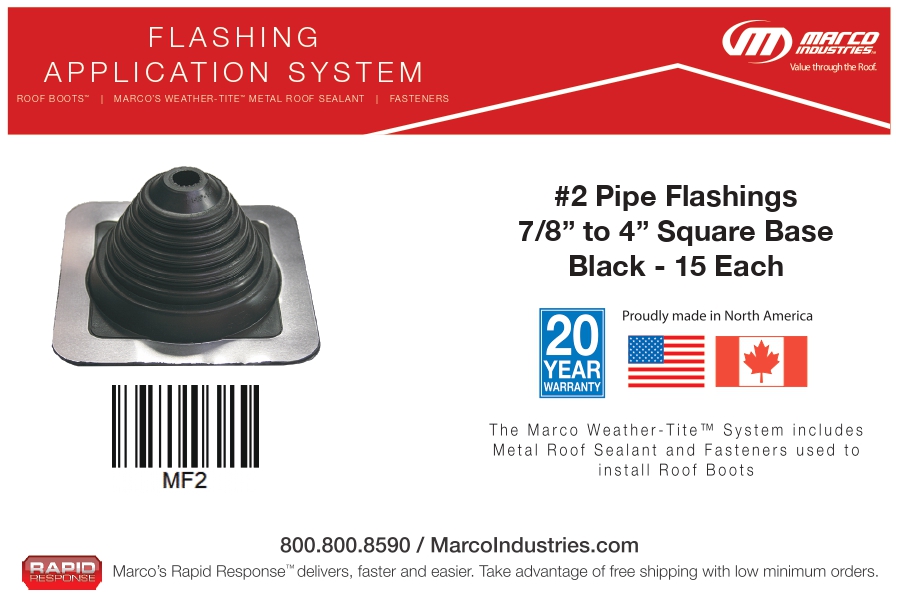 FLASHING
APPLICATION SYSTEM
ROOF BOOTS™ | MARCO'S WEATHER-TITE™ METAL ROOF SEALANT | FASTENERS
MARCO
INDUSTRIES™
Value through the Roof.
#2 Pipe Flashings
7/8” to 4” Square Base
Black - 15 Each
20
YEAR
WARRANTY
Proudly made in North America
MF2
The Marco Weather-Tite™ System includes
Metal Roof Sealant and Fasteners used to
install Roof Boots
800.800.8590 / MarcoIndustries.com
RAPID
RESPONSE
Marco’s Rapid Response™ delivers, faster and easier. Take advantage of free shipping with low minimum orders.